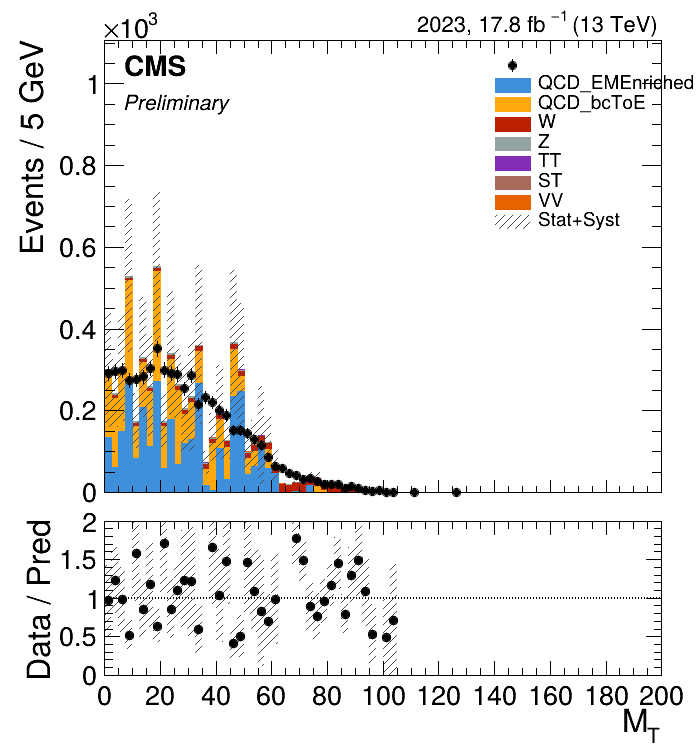 ×10³
2023, 17.8 fb⁻¹ (13 TeV)
Events / 5 GeV
CMS
Preliminary
QCD_EMEnriched
QCD_bcToE
W
Z
TT
ST
VV
Stat+Syst
1
0.8
0.6
0.4
0.2
0
Data / Pred
2
1.5
1
0.5
0
0 20 40 60 80 100 120 140 160 180 200
M_T